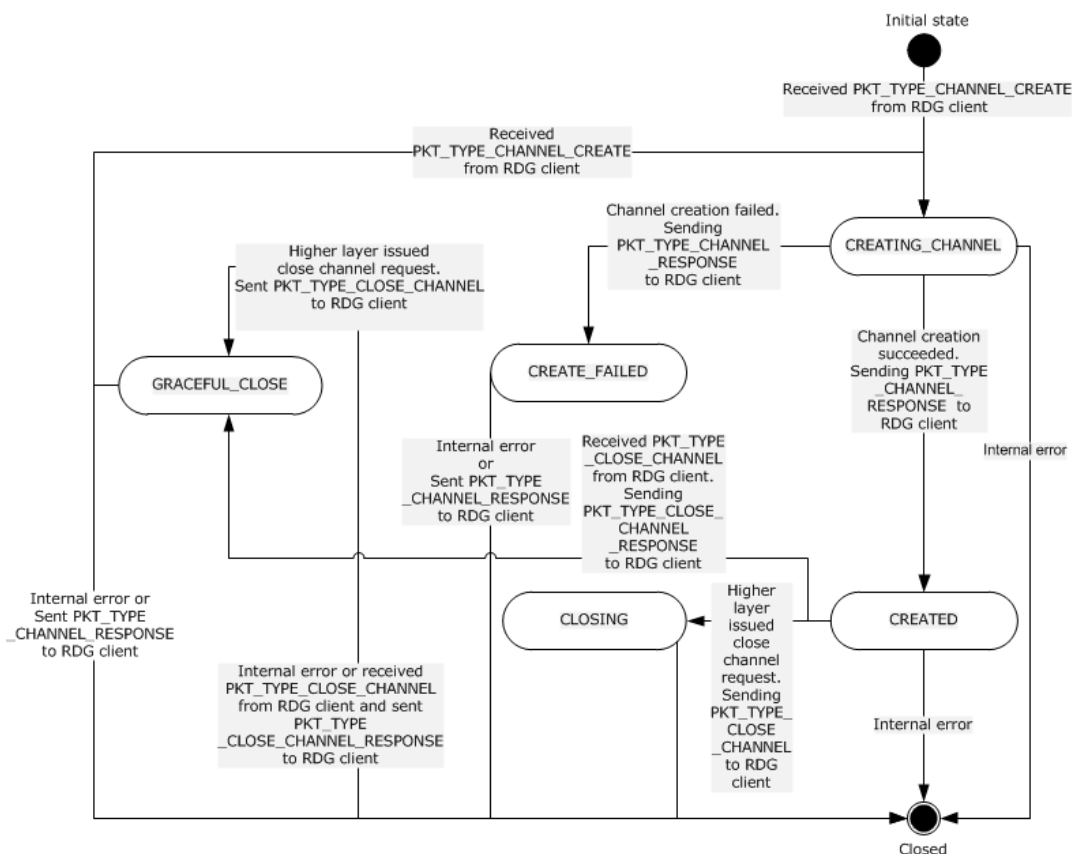 Initial state
Received PKT_TYPE_CHANNEL_CREATE
from RDG client
Received
PKT_TYPE_CHANNEL_CREATE
from RDG client
Channel creation failed.
Sending
PKT_TYPE_CHANNEL
_RESPONSE
to RDG client
CREATING_CHANNEL
Higher layer issued
close channel request.
Sent PKT_TYPE_CLOSE_CHANNEL
to RDG client
Channel creation
succeeded.
Sending PKT_TYPE
_CHANNEL_
RESPONSE to
RDG client
GRACEFUL_CLOSE
CREATE_FAILED
Internal error
or
Sent PKT_TYPE
_CHANNEL_RESPONSE
to RDG client
Received PKT_TYPE
_CLOSE_CHANNEL
from RDG client.
Sending
PKT_TYPE_CLOSE_
CHANNEL
_RESPONSE
to RDG client
Internal error
Internal error or
Sent PKT_TYPE
_CHANNEL_RESPONSE
to RDG client
CLOSING
Higher
layer
issued
close
channel
request.
Sending
PKT_TYPE_
CLOSE
_CHANNEL
to RDG
client
CREATED
Internal error or received
PKT_TYPE_CLOSE_CHANNEL
from RDG client and sent
PKT_TYPE
_CLOSE_CHANNEL_RESPONSE
to RDG client
Internal error
Closed